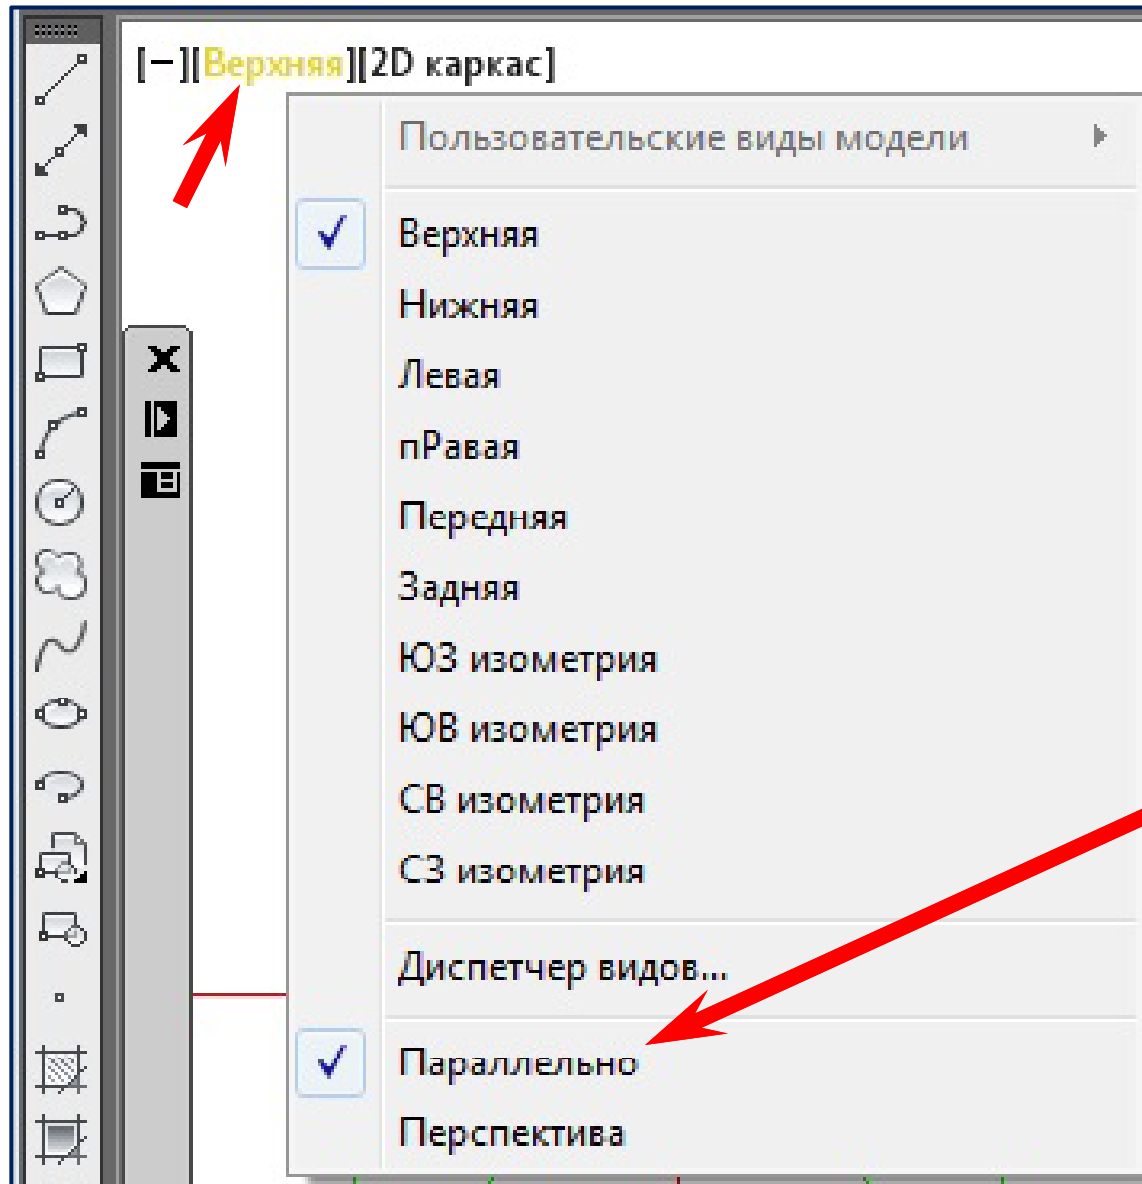 [−][Верхняя][2D каркас]
Пользовательские виды модели
Верхняя
Нижняя
Левая
пРавая
Передняя
Задняя
ЮЗ изометрия
ЮВ изометрия
СВ изометрия
СЗ изометрия
Диспетчер видов...
Параллельно
Перспектива